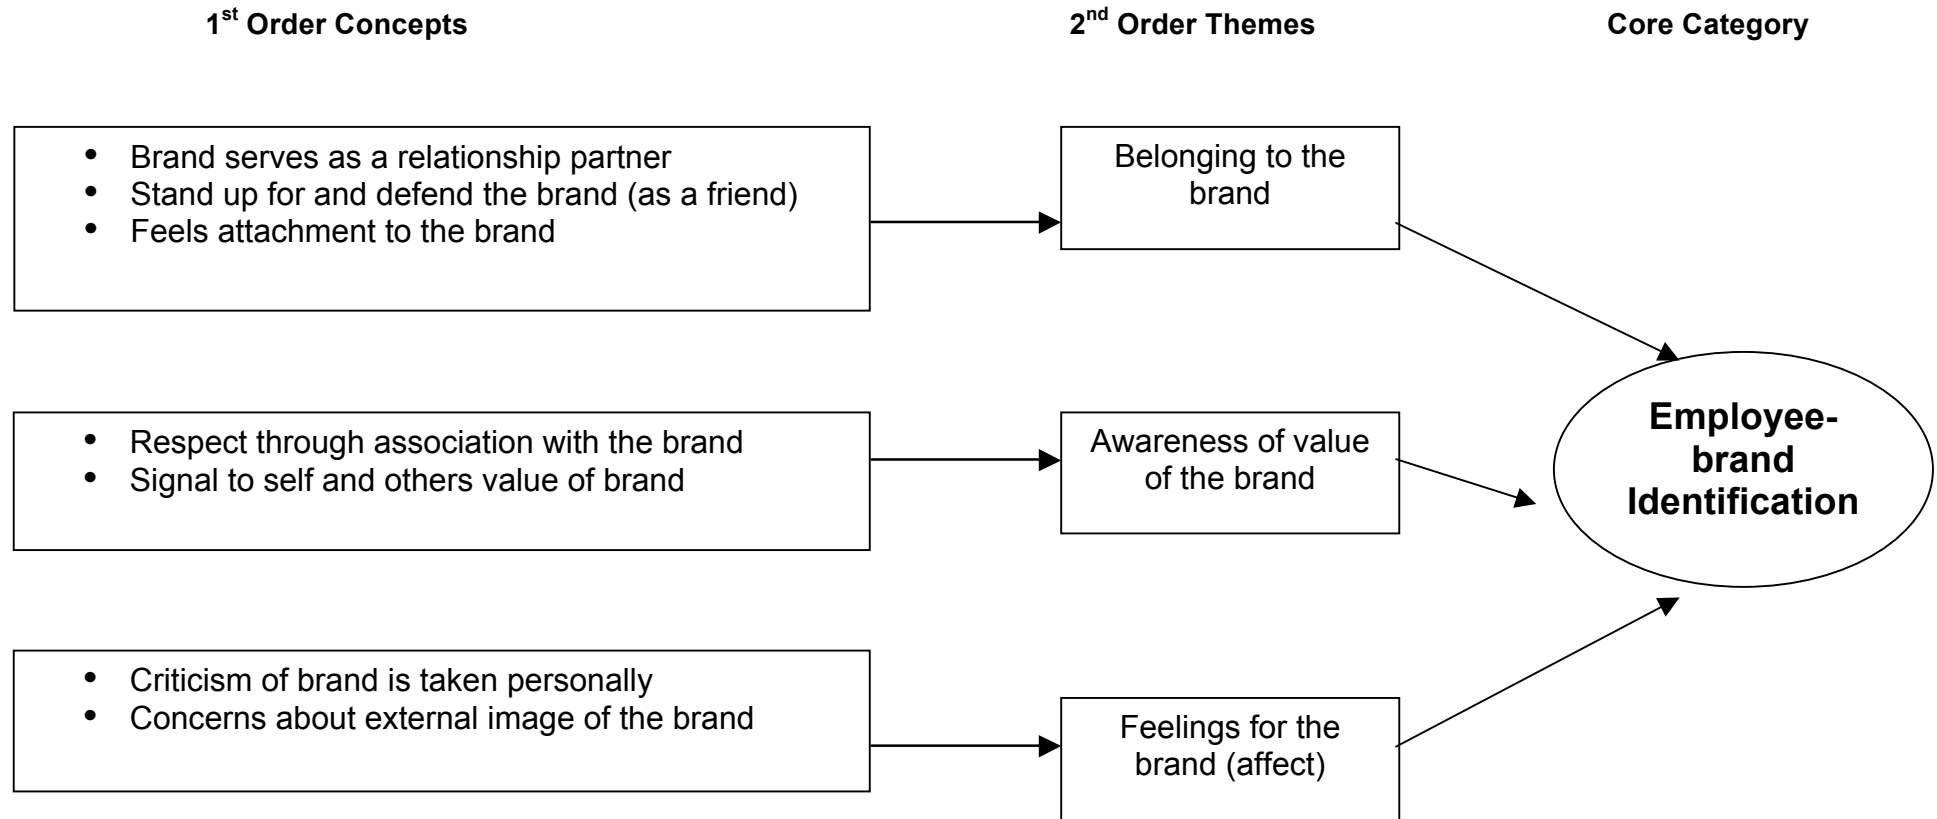 1st Order Concepts
2nd Order Themes
Core Category
• Brand serves as a relationship partner
• Stand up for and defend the brand (as a friend)
• Feels attachment to the brand
Belonging to the
brand
• Respect through association with the brand
• Signal to self and others value of brand
Awareness of value
of the brand
• Criticism of brand is taken personally
• Concerns about external image of the brand
Feelings for the
brand (affect)
Employee-
brand
Identification